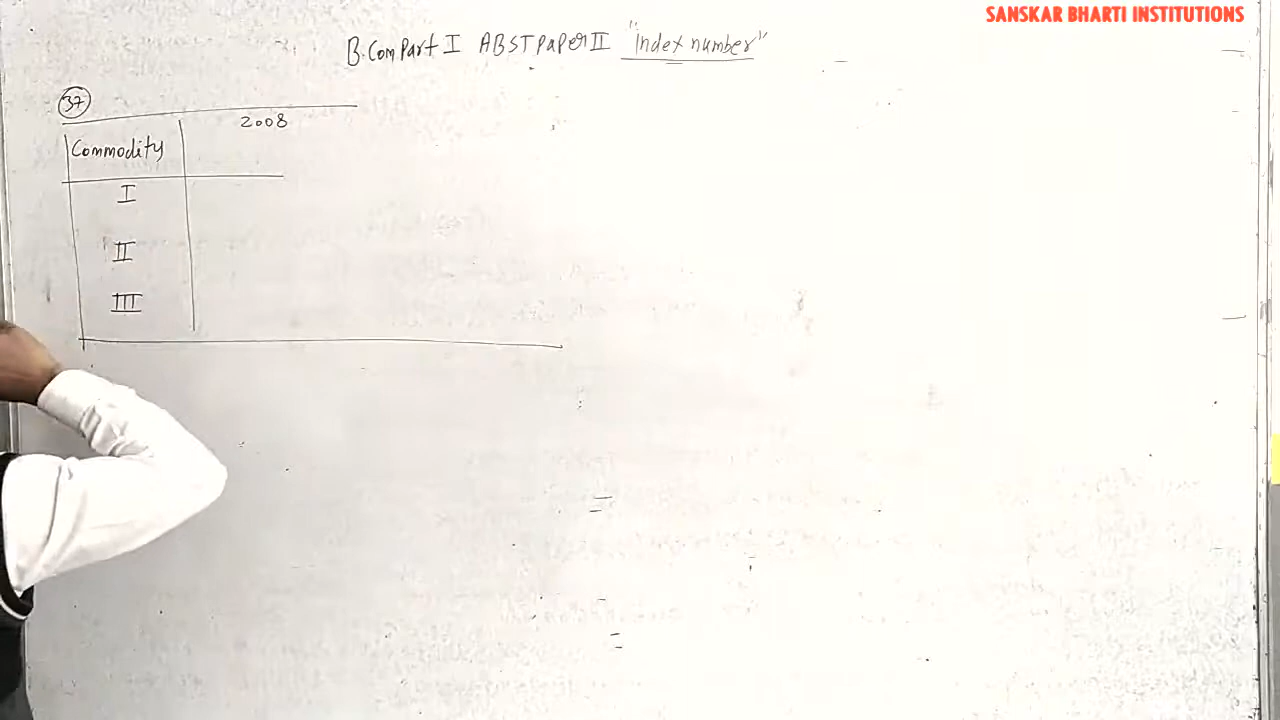 SANSKAR BHARTI INSTITUTIONS
B.Com Part I ABST Paper II "Index number"
37
Commodity 2008
I
II
III